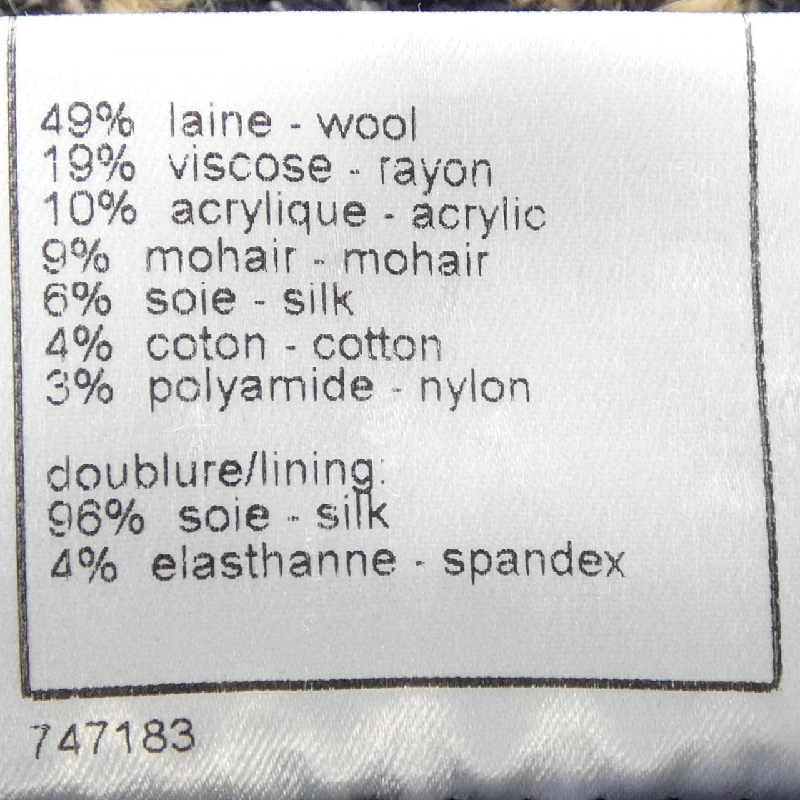 49% laine - wool
19% viscose - rayon
10% acrylique - acrylic
9% mohair - mohair
6% soie - silk
4% coton - cotton
3% polyamide - nylon
doublure/lining:
96% soie - silk
4% elasthanne - spandex
747183